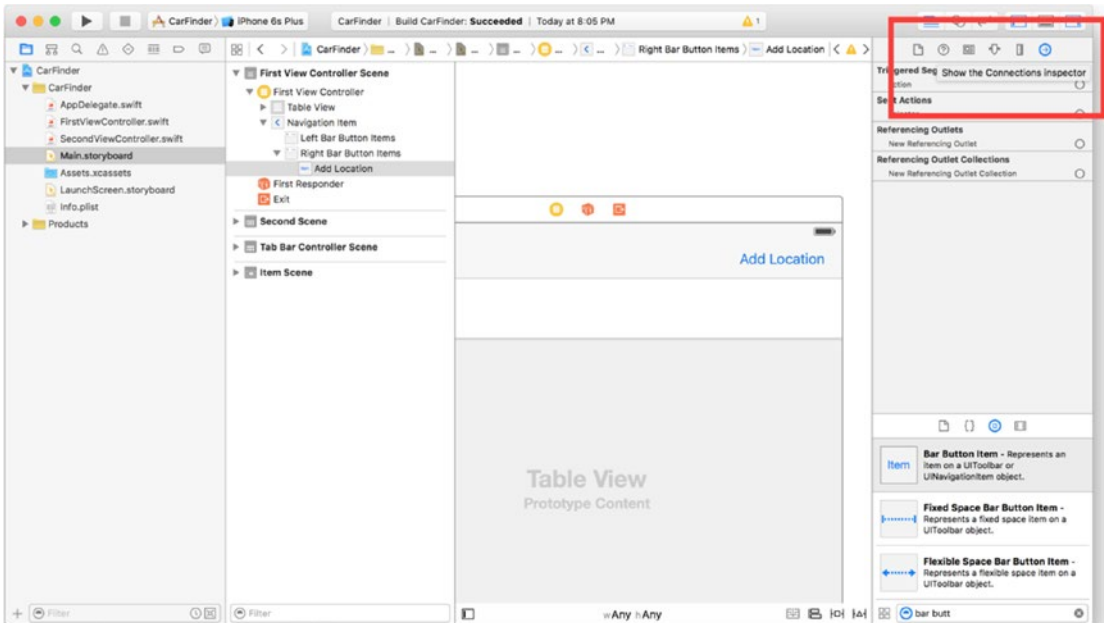 CarFinder
iPhone 6s Plus
CarFinder | Build CarFinder: Succeeded | Today at 8:05 PM
1
CarFinder
Right Bar Button Items
Add Location
CarFinder
CarFinder
AppDelegate.swift
FirstViewController.swift
SecondViewController.swift
Main.storyboard
Assets.xcassets
LaunchScreen.storyboard
Info.plist
Products
Filter
First View Controller Scene
First View Controller
Table View
Navigation Item
Left Bar Button Items
Right Bar Button Items
Add Location
First Responder
Exit
Second Scene
Tab Bar Controller Scene
Item Scene
Filter
Add Location
Table View
Prototype Content
wAny hAny
Triggered Seg
Show the Connections inspector
Sent Actions
Referencing Outlets
New Referencing Outlet
Referencing Outlet Collections
New Referencing Outlet Collection
Item
Bar Button Item - Represents an
item on a UIToolbar or
UINavigationItem object.
Fixed Space Bar Button Item -
Represents a fixed space item on a
UIToolbar object.
Flexible Space Bar Button Item -
Represents a flexible space item on a
UIToolbar object.
bar butt